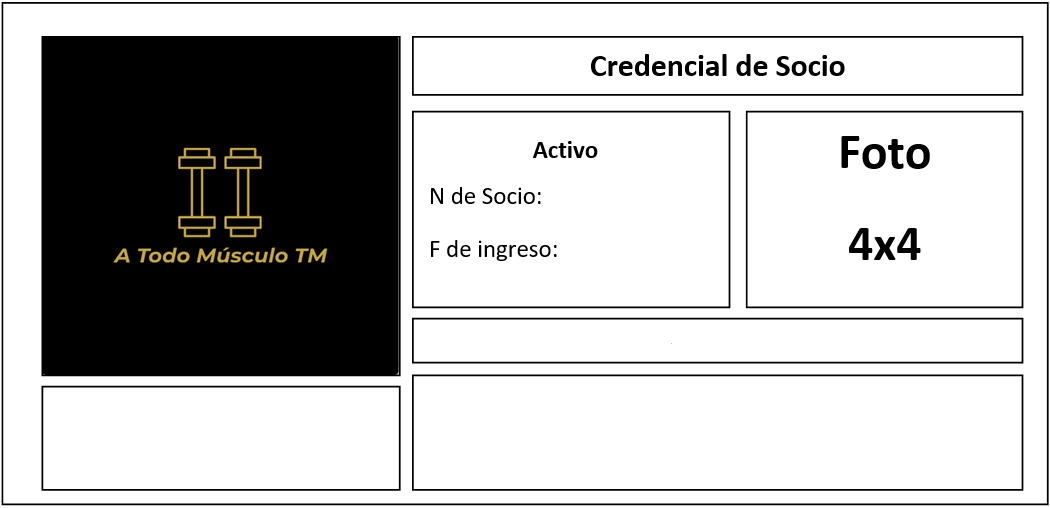 A Todo Músculo TM
Credencial de Socio
Activo
N de Socio:
F de ingreso:
Foto
4x4